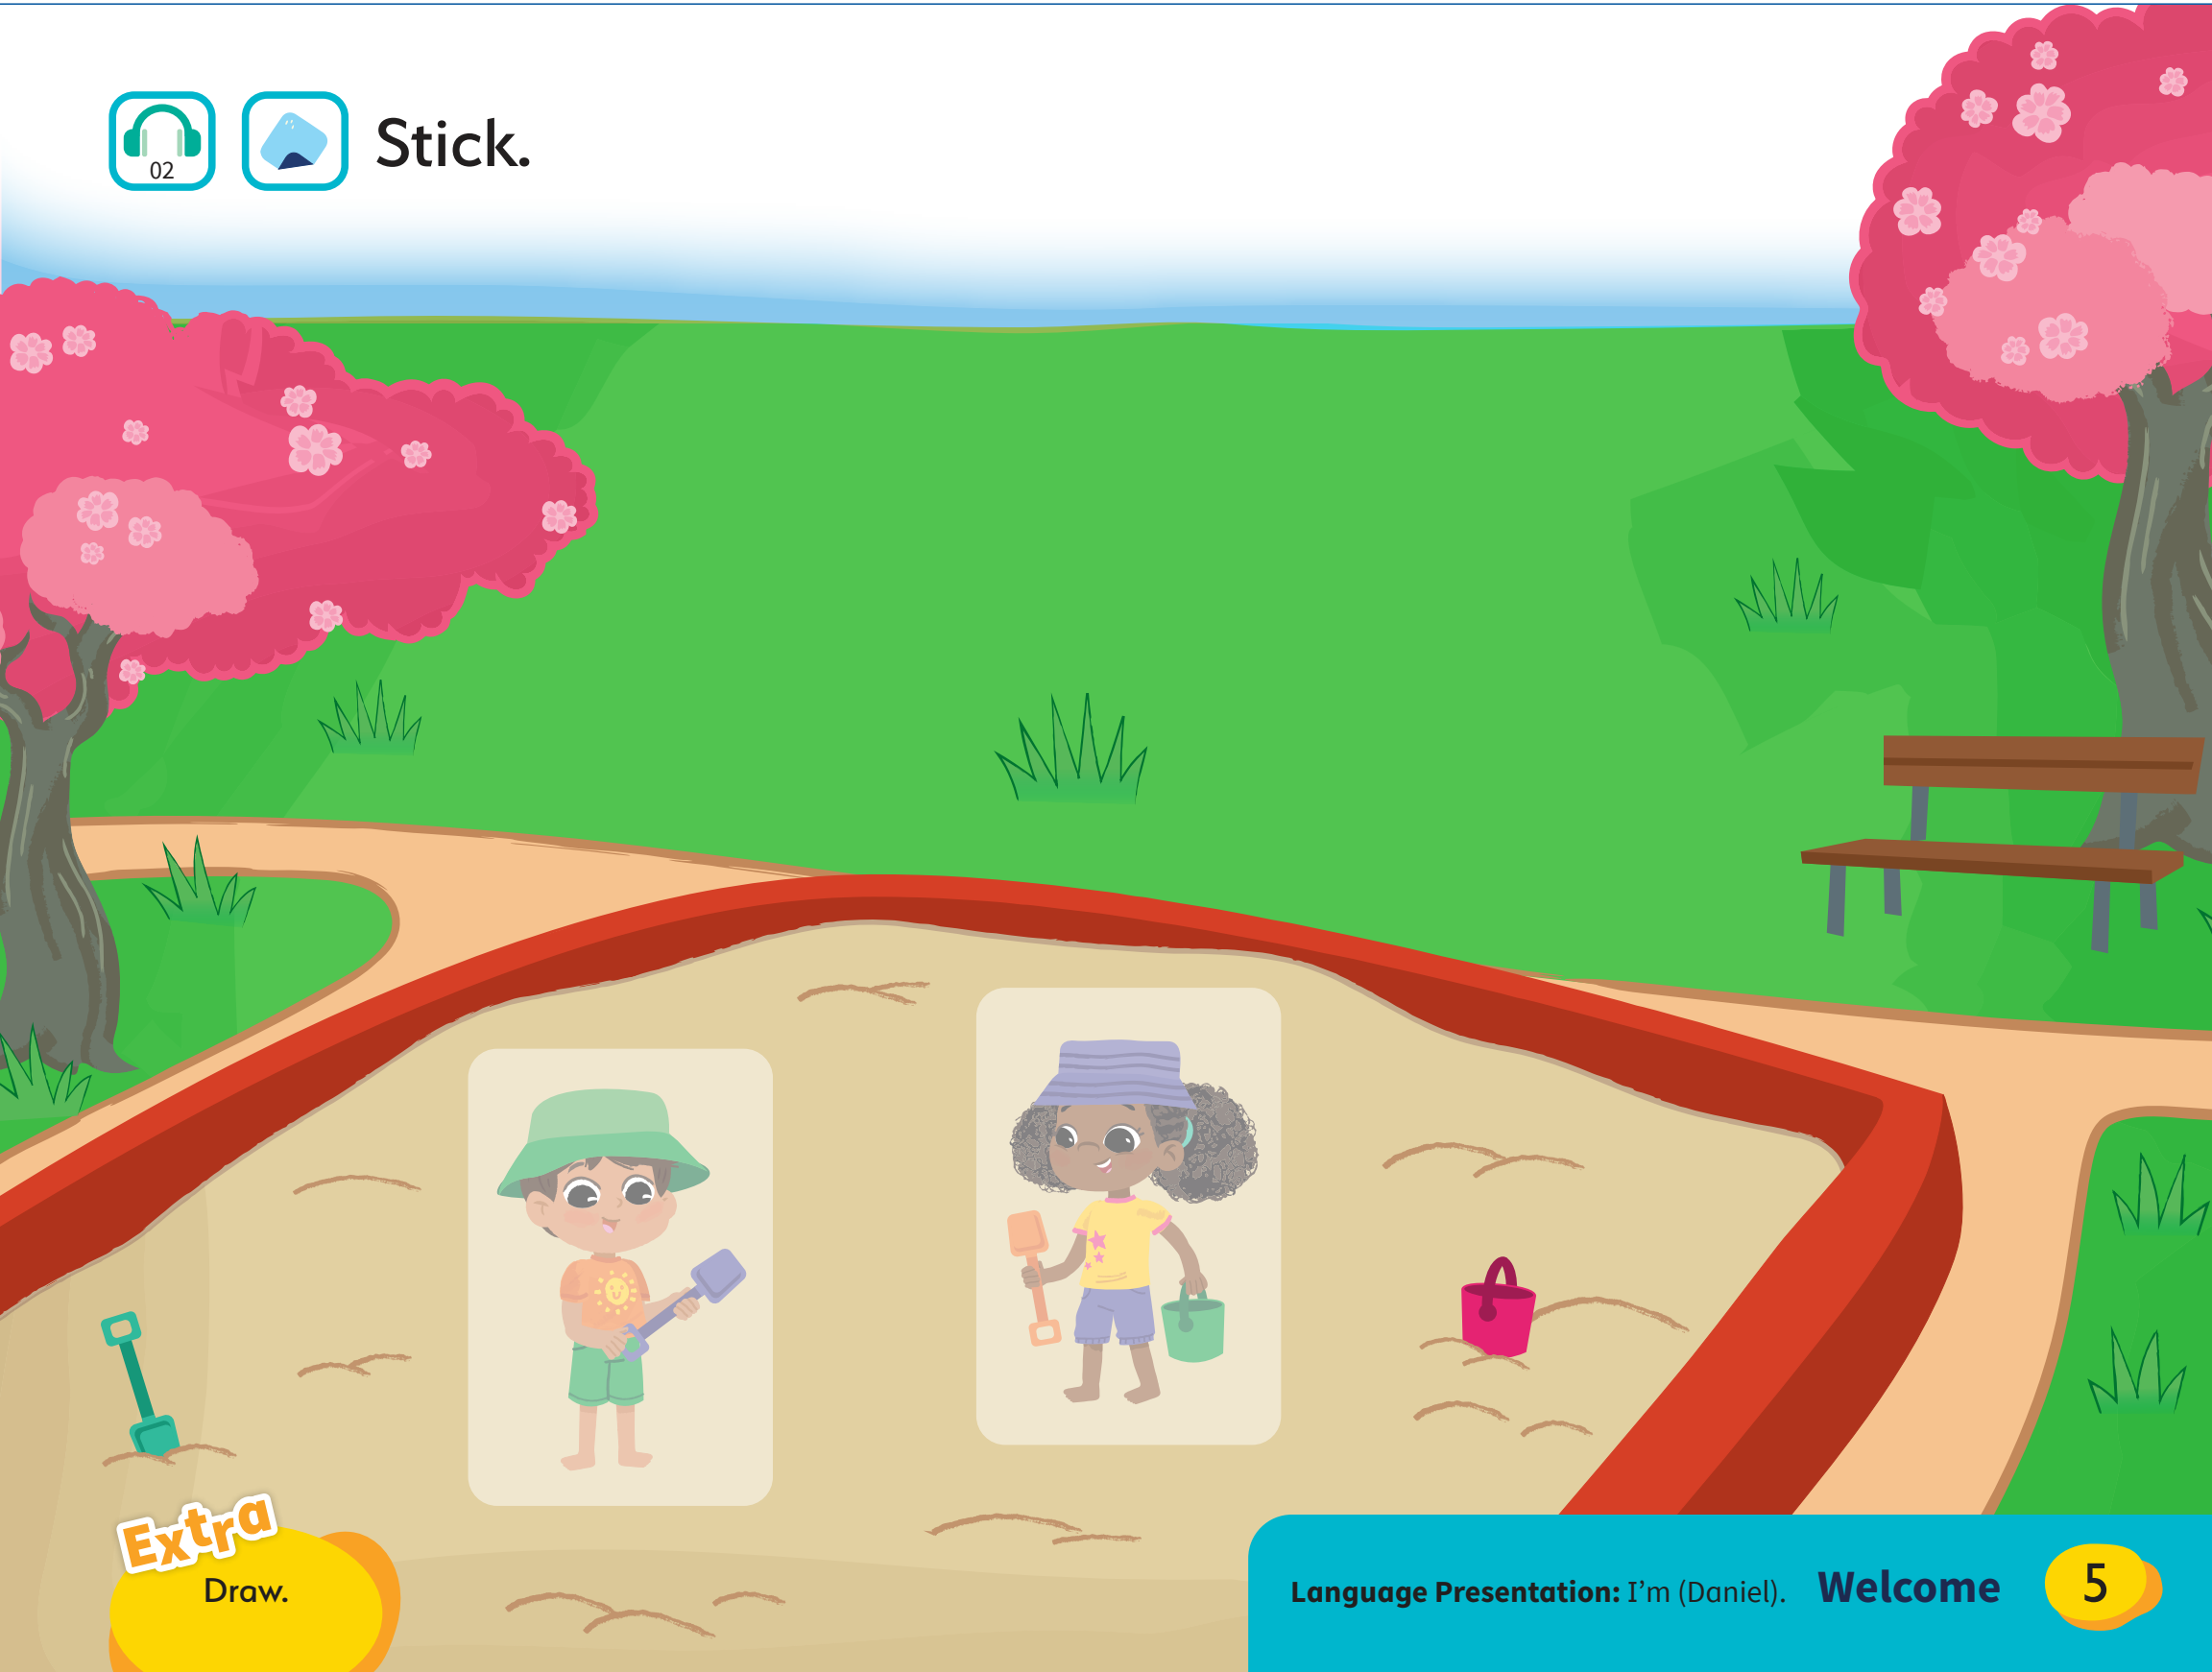 02
Stick.
Extra
Draw.
Language Presentation: I’m (Daniel). Welcome 5